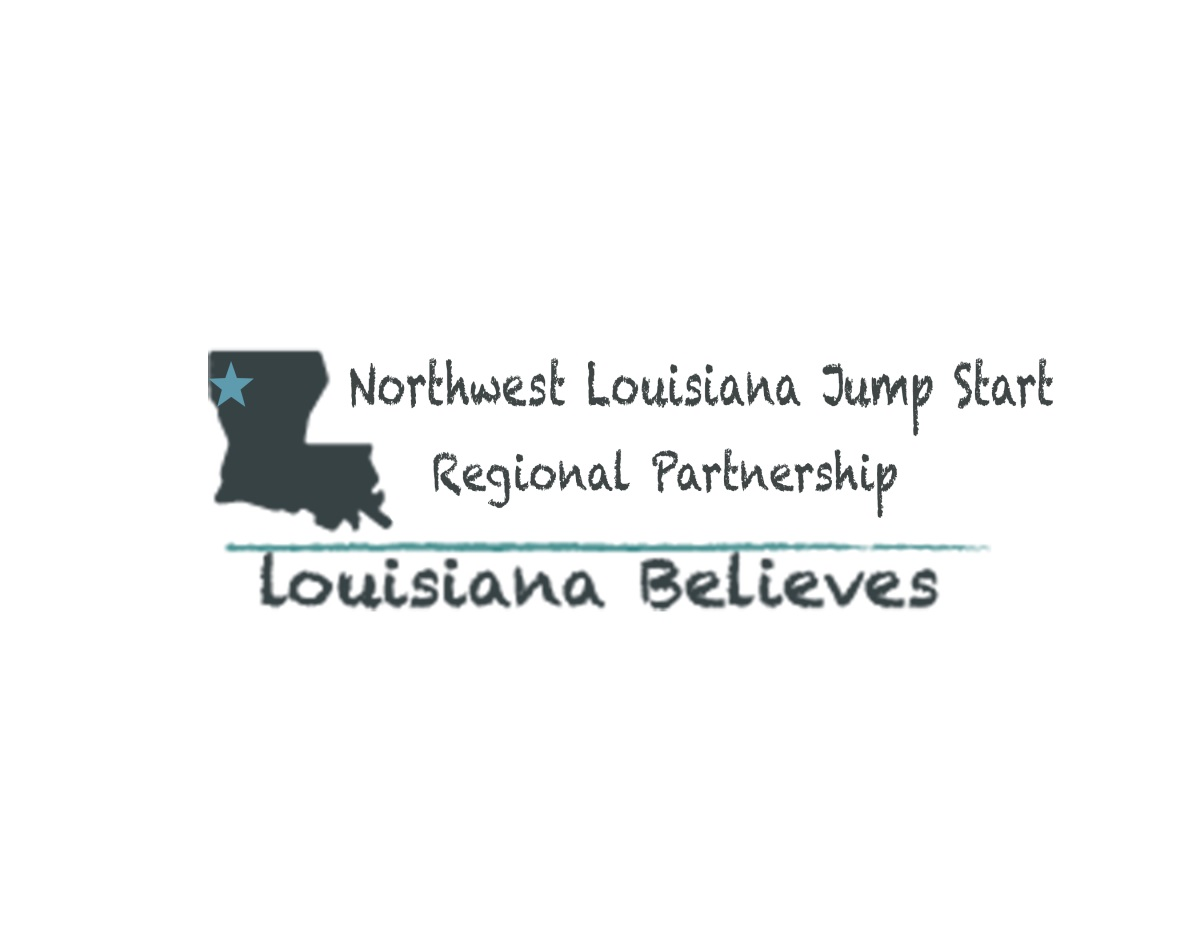 Northwest Louisiana Jump Start
Regional Partnership
Louisiana Believes